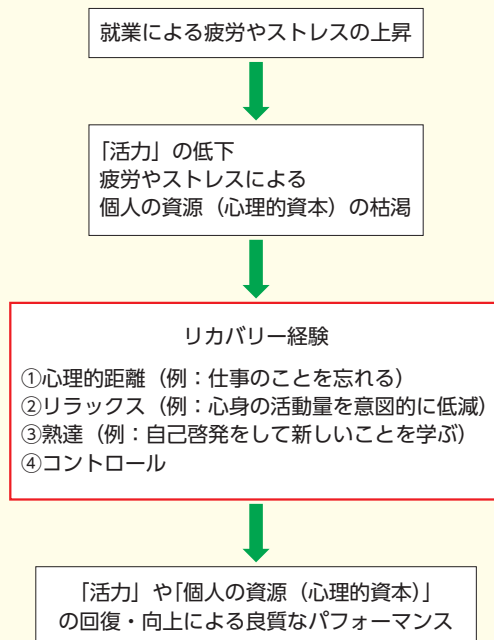 就業による疲労やストレスの上昇
「活力」の低下
疲労やストレスによる
個人の資源（心理的資本）の枯渇
リカバリー経験
①心理的距離（例：仕事のことを忘れる）
②リラックス（例：心身の活動量を意図的に低減）
③熟達（例：自己啓発をして新しいことを学ぶ）
④コントロール
「活力」や「個人の資源（心理的資本）」
の回復・向上による良質なパフォーマンス